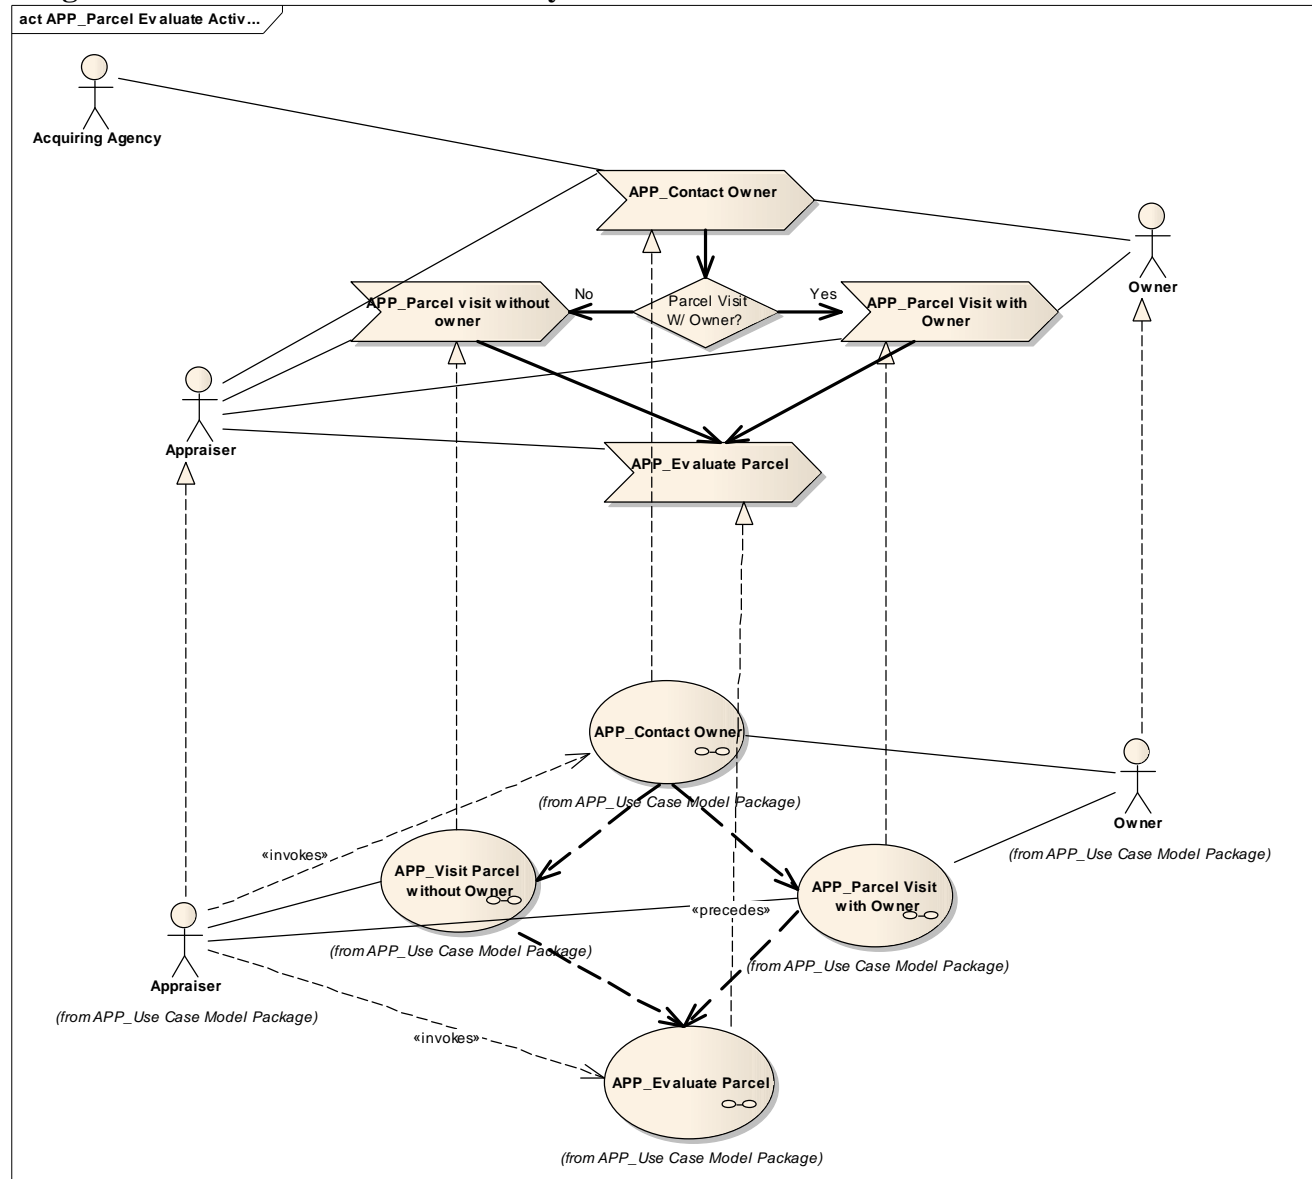 act APP_Parcel Evaluate Activ...
Acquiring Agency
APP_Contact Owner
Owner
No
Parcel Visit
W/ Owner?
Yes
APP_Parcel visit without
owner
APP_Parcel Visit with
Owner
Appraiser
APP_Evaluate Parcel
APP_Contact Owner
(from APP_Use Case Model Package)
Owner
(from APP_Use Case Model Package)
«invokes»
APP_Visit Parcel
without Owner
(from APP_Use Case Model Package)
«precedes»
APP_Parcel Visit
with Owner
(from APP_Use Case Model Package)
Appraiser
(from APP_Use Case Model Package)
«invokes»
APP_Evaluate Parcel
(from APP_Use Case Model Package)